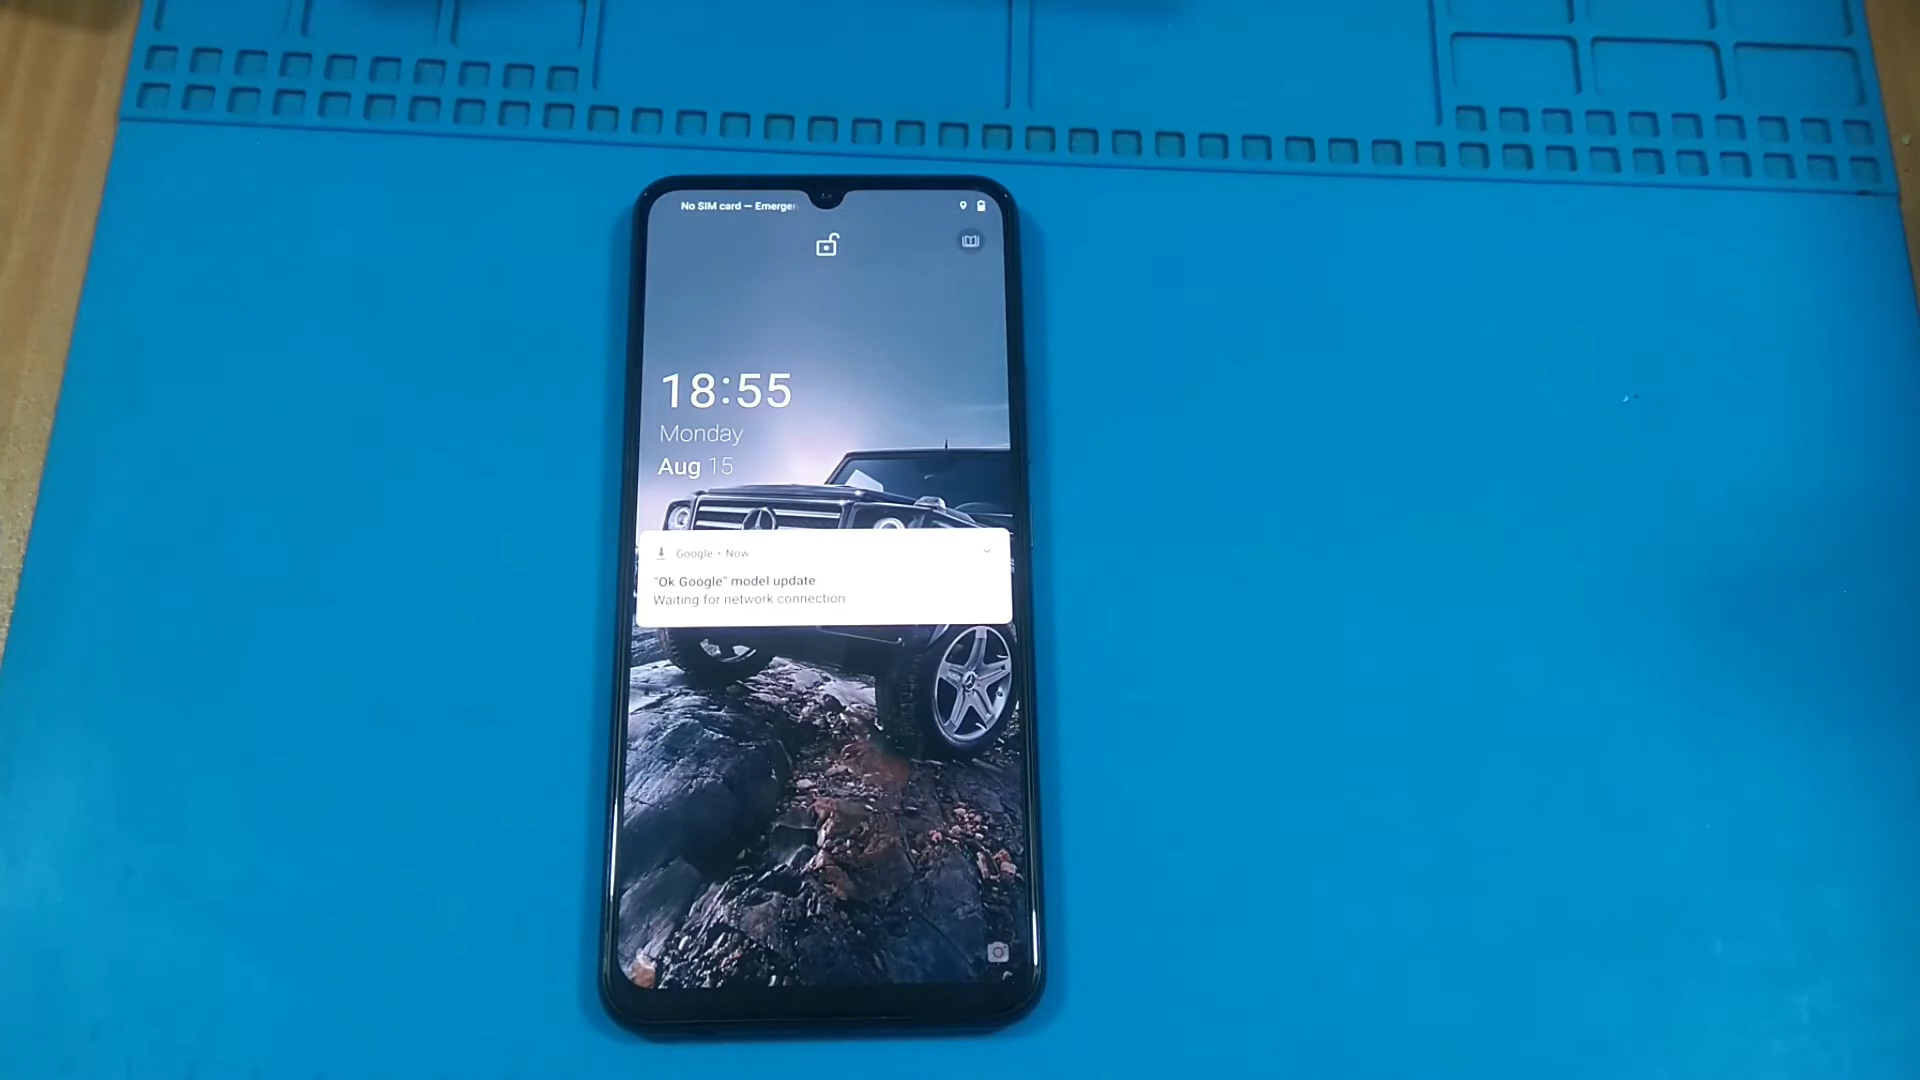 No SIM card — Emergen
18:55
Monday
Aug 15
Google • Now
"Ok Google" model update
Waiting for network connection